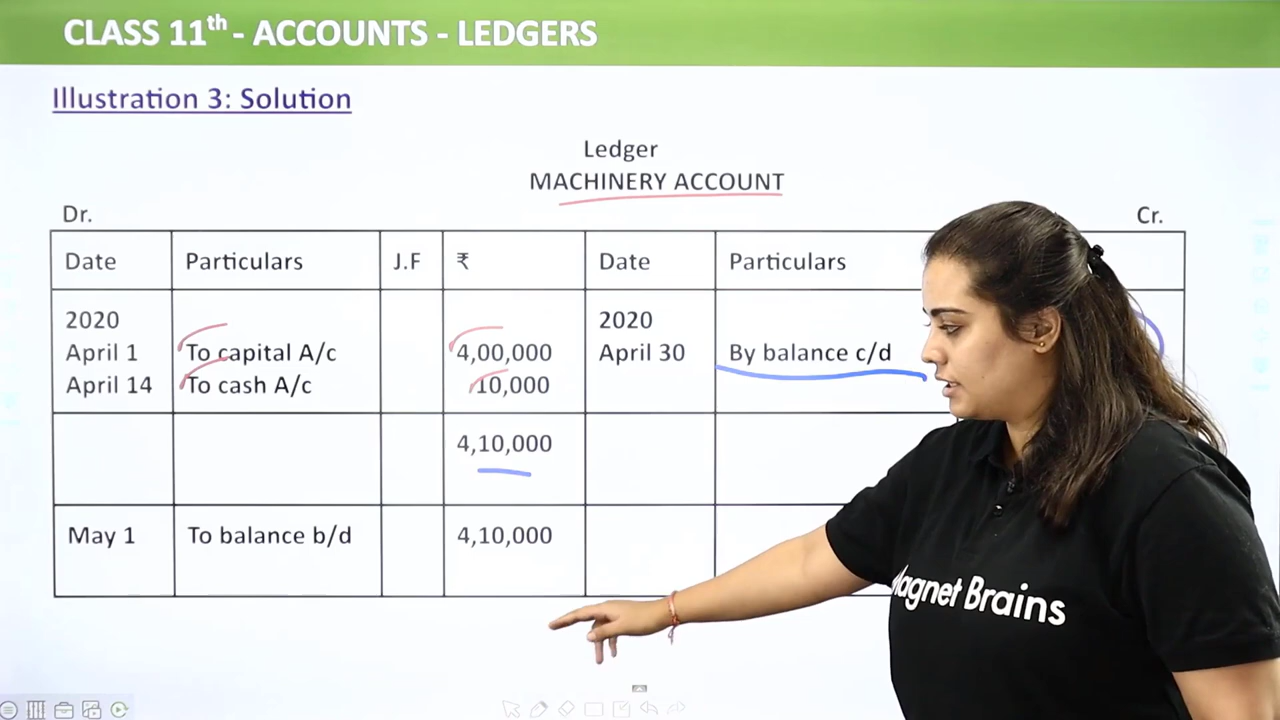 CLASS 11th - ACCOUNTS - LEDGERS
Illustration 3: Solution
Ledger
MACHINERY ACCOUNT
Dr. Cr.
Date Particulars J.F ₹ Date Particulars
2020 2020
April 1 To capital A/c 4,00,000 April 30 By balance c/d
April 14 To cash A/c 10,000
4,10,000
May 1 To balance b/d 4,10,000
Magnet Brains